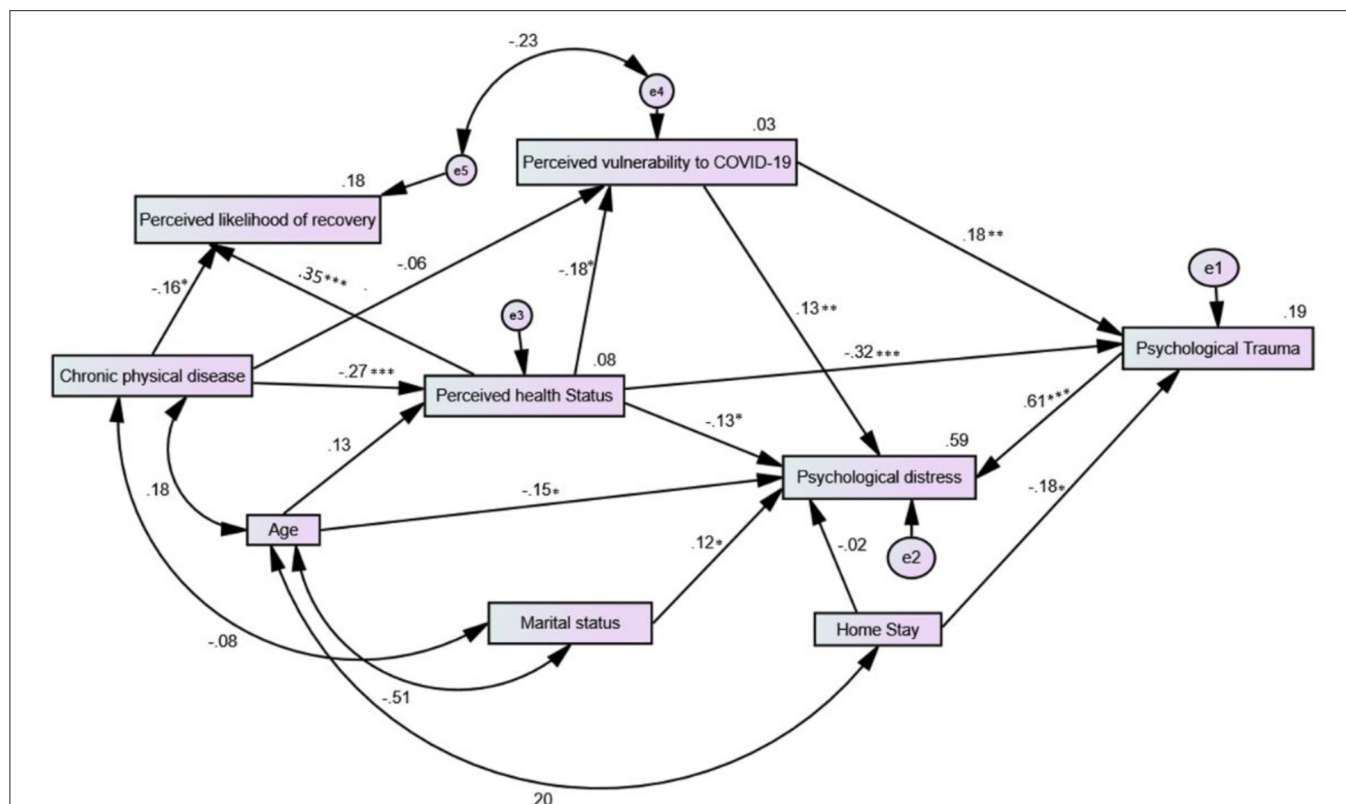 -.23
e4
.03
Perceived vulnerability to COVID-19
e5
.18
Perceived likelihood of recovery
.18**
-.06
-.16*
.35***
-.18*
e1
e3
.13**
.19
-.32***
Psychological Trauma
Chronic physical disease
-.27***
.08
Perceived health Status
.61***
-.13*
.13
.59
Psychological distress
.18
-.15*
-.18*
Age
.12*
-.02
e2
Marital status
Home Stay
-.08
-.51
.20